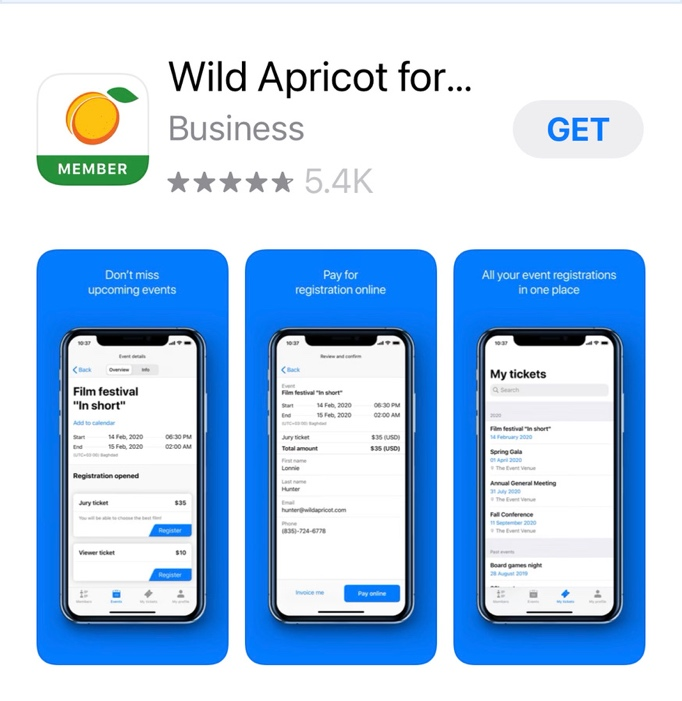 Wild Apricot for...
Business
GET
MEMBER
5.4K
Don't miss
upcoming events
10:37
Event details
Back
Overview
Info
Film festival
"In short"
Add to calendar
Start 14 Feb, 2020 06:30 PM
End 15 Feb, 2020 02:00 AM
(UTC+03:00) Baghdad
Registration opened
Jury ticket $35
You will be able to choose the best film!
Register
Viewer ticket $10
Register
Members
Events
My tickets
My profile
Pay for
registration online
10:37
Review and confirm
Back
Event
Film festival "In short"
Start 14 Feb, 2020 06:30 PM
End 15 Feb, 2020 02:00 AM
(UTC+03:00) Baghdad
Jury ticket $35 (USD)
Total amount $35 (USD)
First name
Lonnie
Last name
Hunter
Email
hunter@wildapricot.com
Phone
(835)-724-6778
Invoice me
Pay online
All your event registrations
in one place
10:37
My tickets
Search
2020
Film festival "In short"
14 February 2020
Spring Gala
01 April 2020
The Event Venue
Annual General Meeting
31 July 2020
The Event Venue
Fall Conference
11 September 2020
The Event Venue
Past events
Board games night
26 August 2019
Members
Events
My tickets
My profile